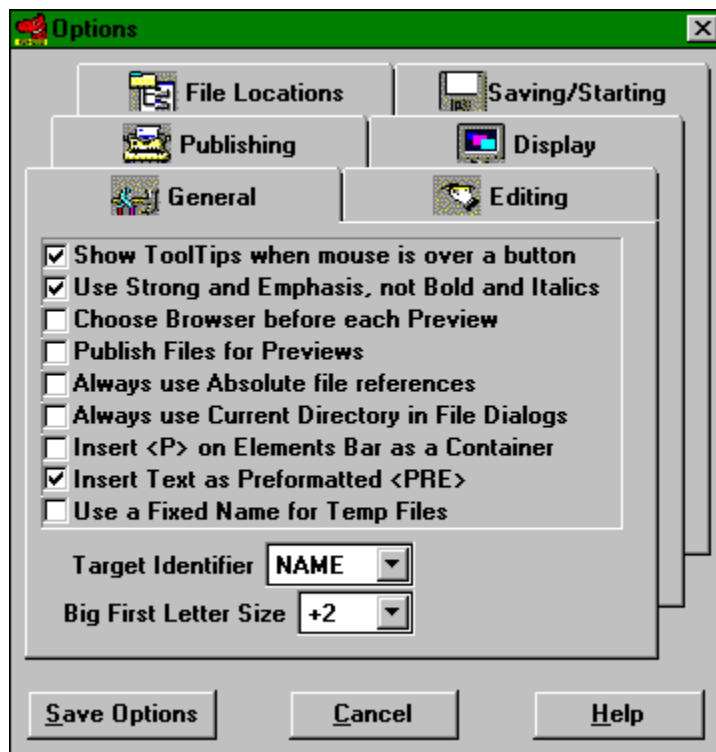 Options
File Locations
Saving/Starting
Publishing
Display
General
Editing
Show ToolTips when mouse is over a button
Use Strong and Emphasis, not Bold and Italics
Choose Browser before each Preview
Publish Files for Previews
Always use Absolute file references
Always use Current Directory in File Dialogs
Insert <P> on Elements Bar as a Container
Insert Text as Preformatted <PRE>
Use a Fixed Name for Temp Files
Target Identifier NAME
Big First Letter Size +2
Save Options
Cancel
Help